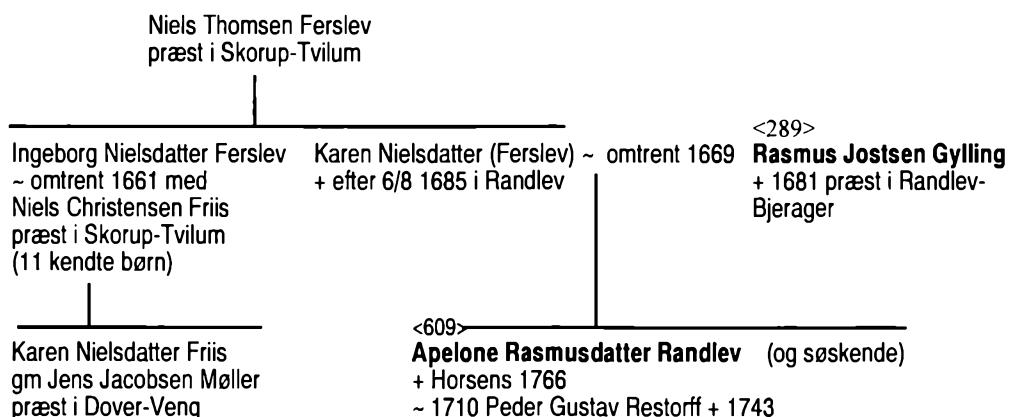 Niels Thomsen Ferslev
præst i Skorup-Tvilum
Ingeborg Nielsdatter Ferslev
~ omtrent 1661 med
Niels Christensen Friis
præst i Skorup-Tvilum
(11 kendte børn)
Karen Nielsdatter (Ferslev) ~ omtrent 1669
+ efter 6/8 1685 i Randlev
<289>
Rasmus Jostsen Gylling
+ 1681 præst i Randlev-
Bjerager
Karen Nielsdatter Friis
gm Jens Jacobsen Møller
præst i Dover-Veng
<609>
Apelone Rasmusdatter Randlev (og søskende)
+ Horsens 1766
~ 1710 Peder Gustav Restorff + 1743